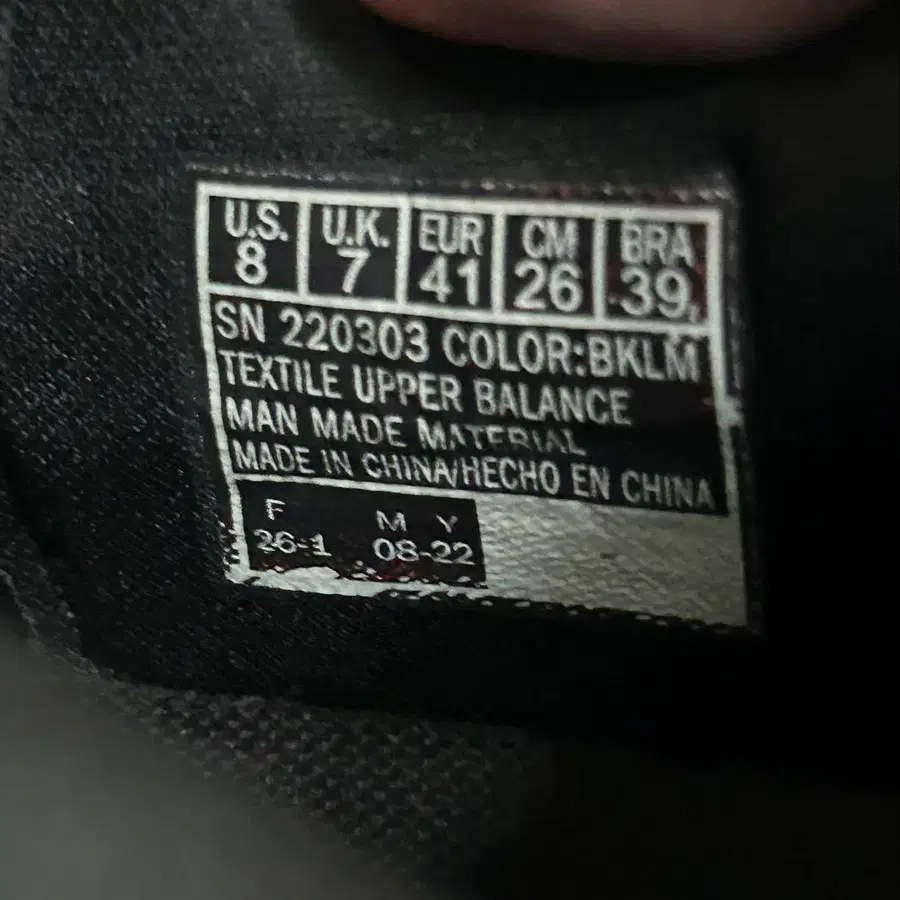 U.S. U.K. EUR CM BRA
8 7 41 26 39
SN 220303 COLOR:BKLM
TEXTILE UPPER BALANCE
MAN MADE MATERIAL
MADE IN CHINA/HECHO EN CHINA
F M Y
26-1 08-22